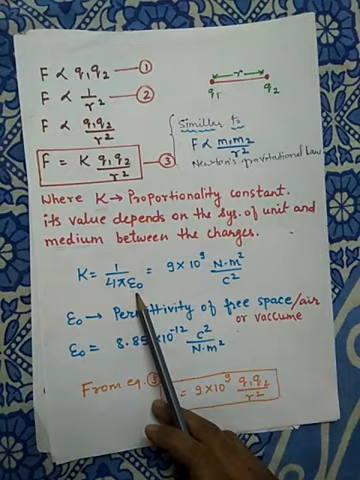 F ∝ q₁q₂ —— ①
r
q₁ q₂
F ∝ 1/r² —— ②
F ∝ q₁q₂/r²
Similar to
F ∝ m₁m₂/r²
Newton's gravitational Law
F = K q₁q₂/r² —— ③
Where K → Proportionality constant.
its value depends on the sys. of unit and
medium between the charges.
K = 1/4πε₀ = 9 × 10⁹ N·m²/C²
ε₀ → Permittivity of free space/air
or vaccume
ε₀ = 8.85 × 10⁻¹² C²/N·m²
From eq. ③ = 9 × 10⁹ q₁q₂/r²